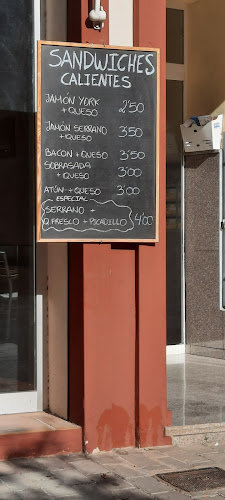 SANDWICHES
CALIENTES
JAMÓN YORK
+ QUESO 2'50
JAMÓN SERRANO
+ QUESO 3'50
BACON + QUESO 3'50
SOBRASADA
+ QUESO 3'00
ATÚN + QUESO 3'00
ESPECIAL
SERRANO +
Q.FRESCO + PICADILLO 4'00